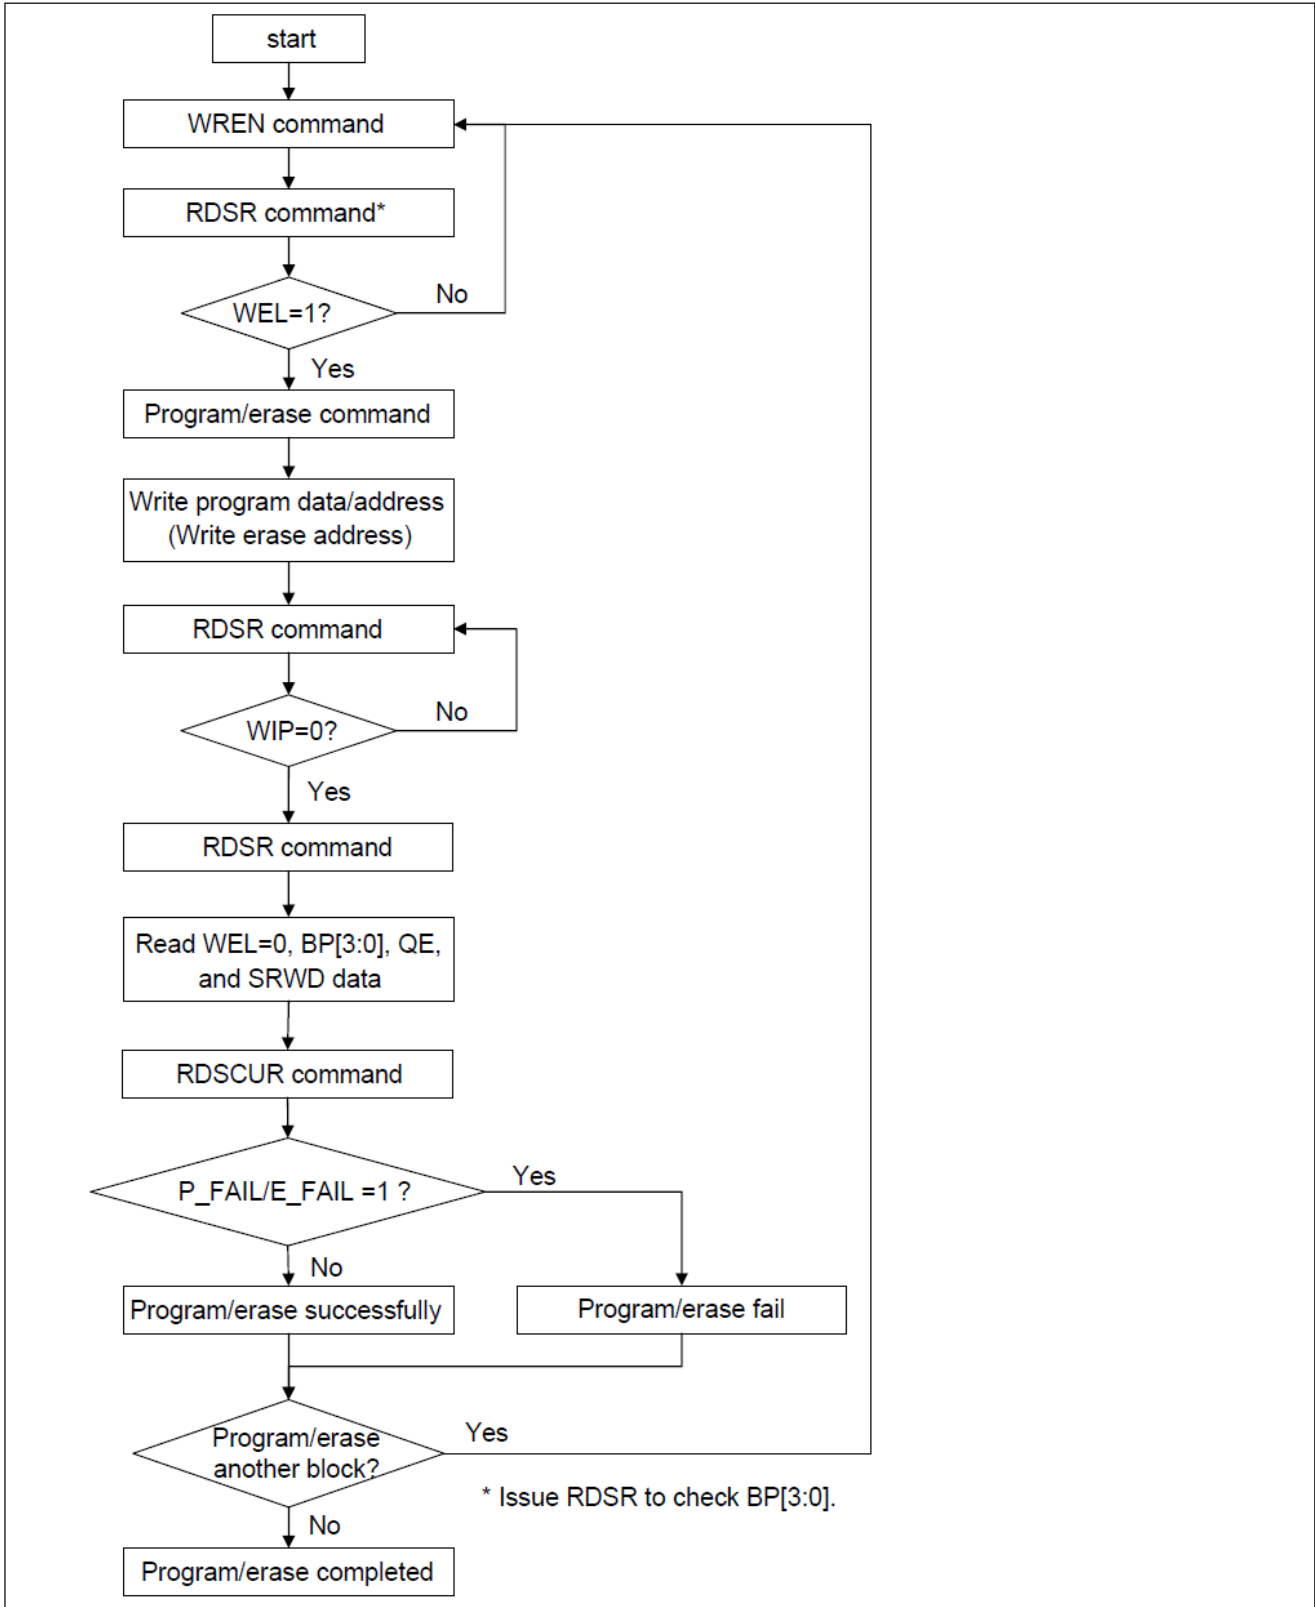 start
WREN command
RDSR command*
WEL=1?
No
Yes
Program/erase command
Write program data/address
(Write erase address)
RDSR command
WIP=0?
No
Yes
RDSR command
Read WEL=0, BP[3:0], QE,
and SRWD data
RDSCUR command
P_FAIL/E_FAIL =1 ?
Yes
No
Program/erase successfully
Program/erase fail
Program/erase
another block?
Yes
* Issue RDSR to check BP[3:0].
No
Program/erase completed